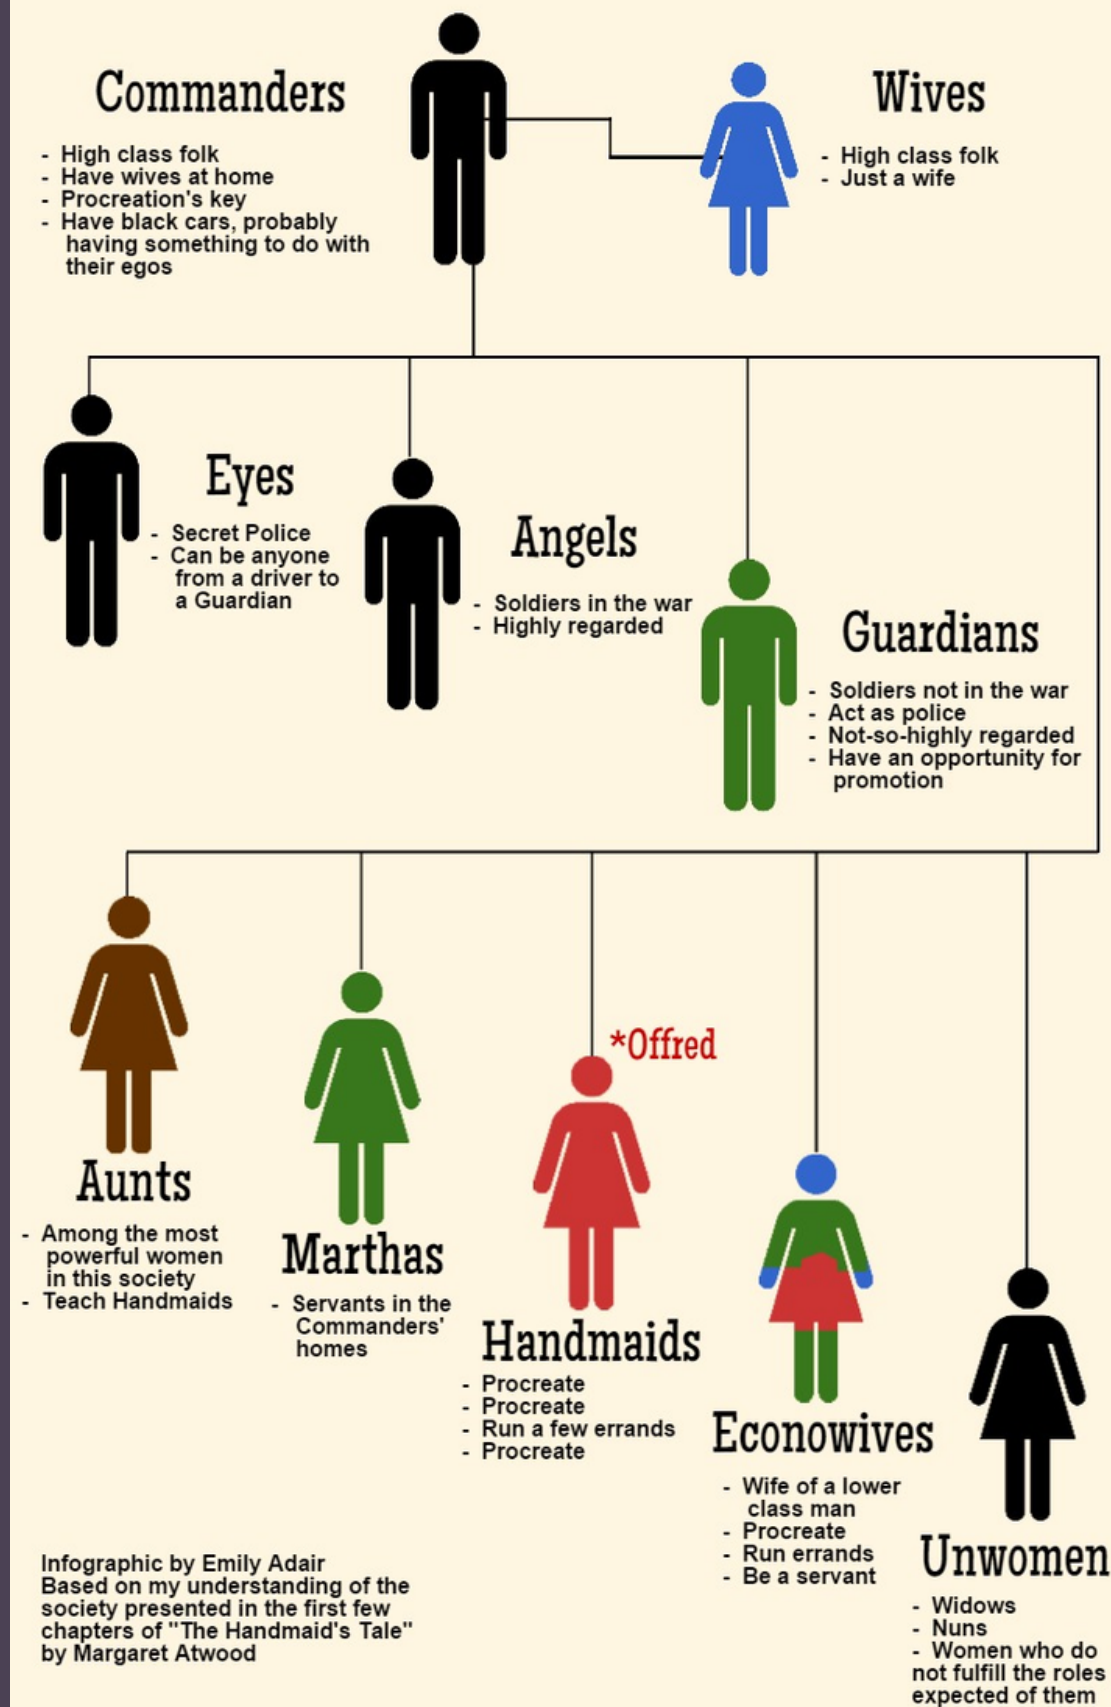 Commanders
- High class folk
- Have wives at home
- Procreation's key
- Have black cars, probably
having something to do with
their egos
Wives
- High class folk
- Just a wife
Eyes
- Secret Police
- Can be anyone
from a driver to
a Guardian
Angels
- Soldiers in the war
- Highly regarded
Guardians
- Soldiers not in the war
- Act as police
- Not-so-highly regarded
- Have an opportunity for
promotion
Aunts
- Among the most
powerful women
in this society
- Teach Handmaids
Marthas
- Servants in the
Commanders'
homes
*Offred
Handmaids
- Procreate
- Procreate
- Run a few errands
- Procreate
Econowives
- Wife of a lower
class man
- Procreate
- Run errands
- Be a servant
Unwomen
- Widows
- Nuns
- Women who do
not fulfill the roles
expected of them
Infographic by Emily Adair
Based on my understanding of the
society presented in the first few
chapters of "The Handmaid's Tale"
by Margaret Atwood